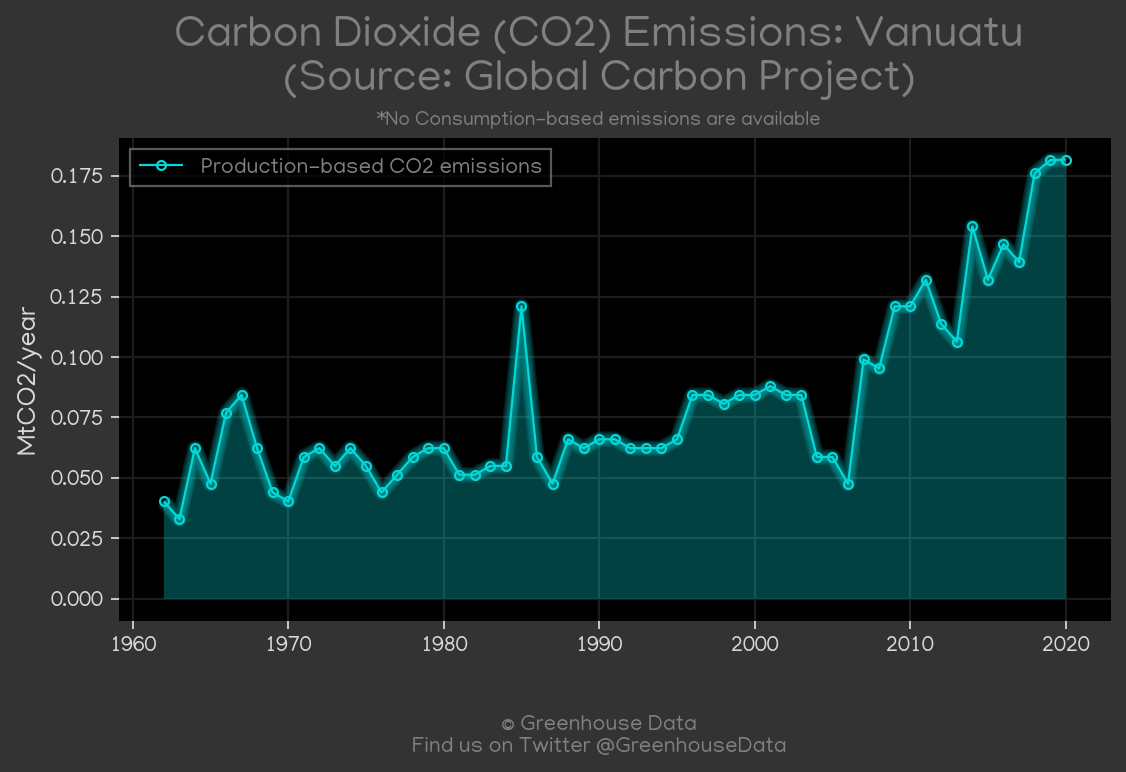 Carbon Dioxide (CO2) Emissions: Vanuatu
(Source: Global Carbon Project)
*No Consumption-based emissions are available
Production-based CO2 emissions
MtCO2/year
0.175
0.150
0.125
0.100
0.075
0.050
0.025
0.000
1960 1970 1980 1990 2000 2010 2020
© Greenhouse Data
Find us on Twitter @GreenhouseData